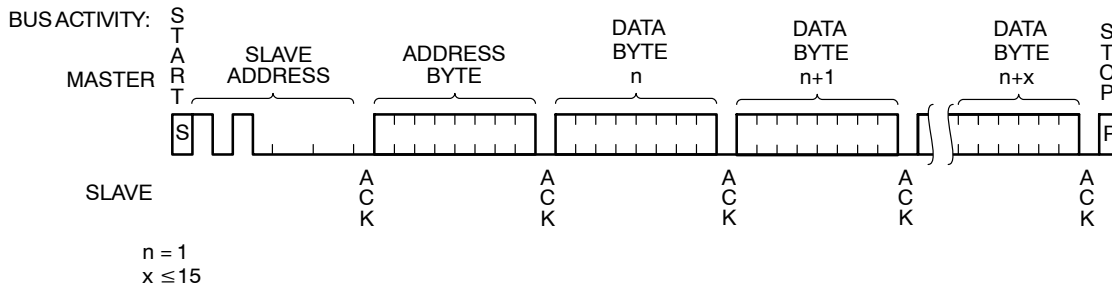 BUS ACTIVITY:
MASTER
START
SLAVE
ADDRESS
ADDRESS
BYTE
DATA
BYTE
n
DATA
BYTE
n+1
DATA
BYTE
n+x
STOP
S
P
SLAVE
ACK
ACK
ACK
ACK
ACK
n = 1
x ≤ 15